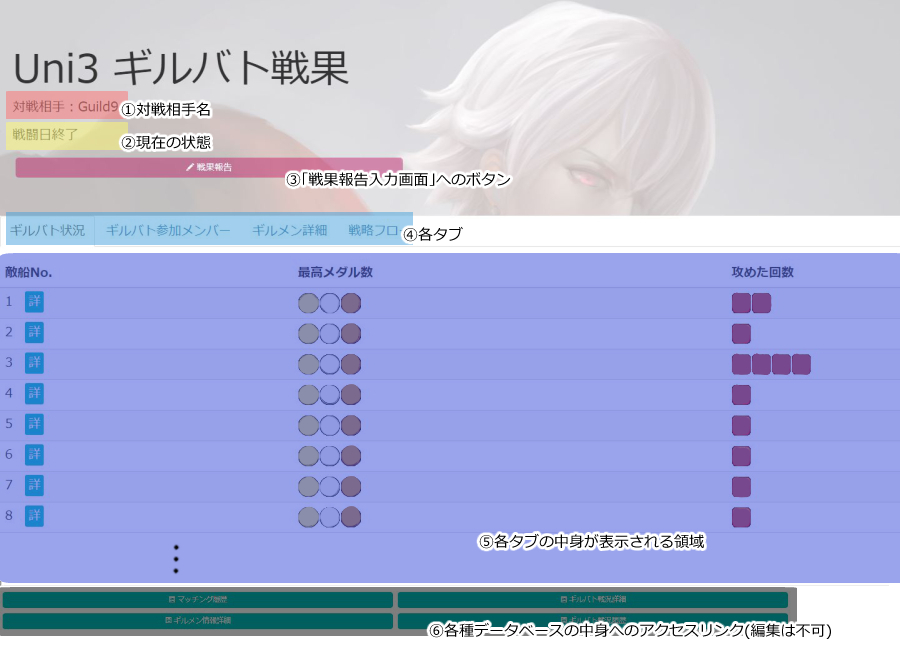 Uni3 ギルバト戦果
対戦相手:Guild9
①対戦相手名
戦闘日終了
②現在の状態
戦果報告
③「戦果報告入力画面」へのボタン
ギルバト状況 ギルバト参加メンバー ギルメン詳細 戦略フロー
④各タブ
敵船No. 最高メダル数 攻めた回数
1 詳
2 詳
3 詳
4 詳
5 詳
6 詳
7 詳
8 詳
⑤各タブの中身が表示される領域
マッチング履歴 ギルバト戦況詳細
ギルメン情報詳細
⑥各種データベースの中身へのアクセスリンク(編集は不可)